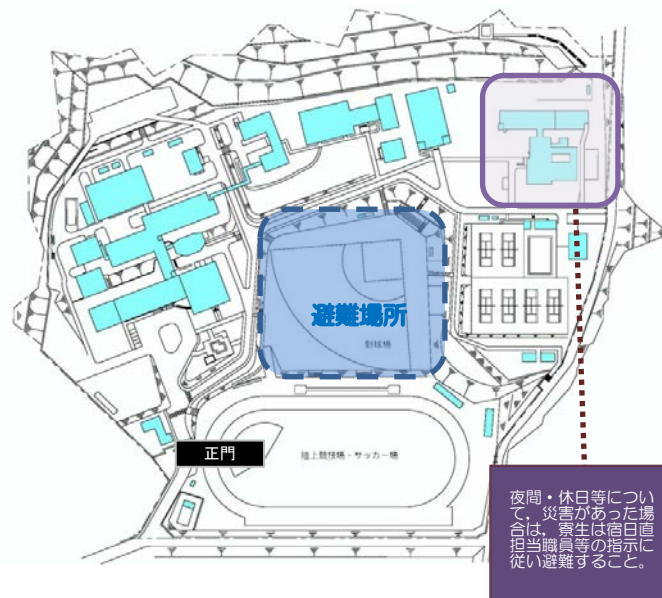 避難場所
野球場
正門
陸上競技場・サッカー場
夜間・休日等につい
て，災害があった場
合は，寮生は宿日直
担当職員等の指示に
従い避難すること。